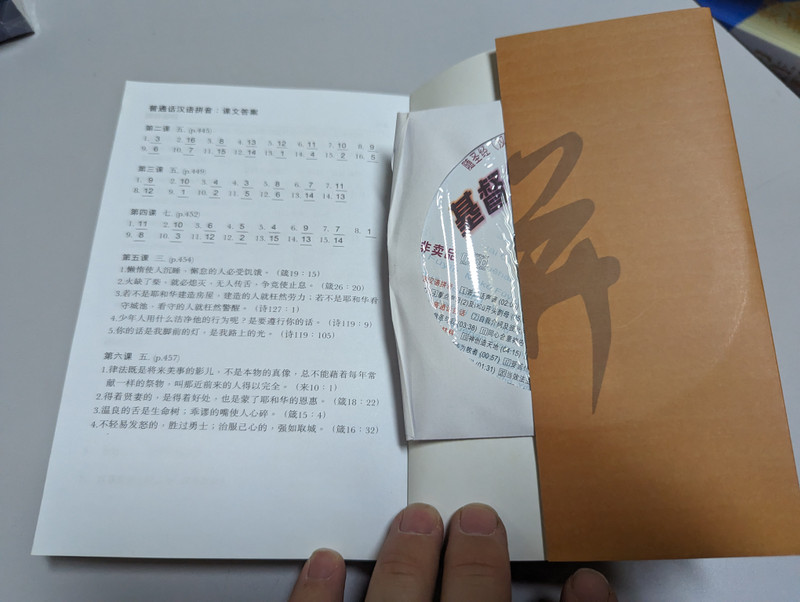 普通话汉语拼音：课文答案
第二课 五. (p.445)
1. 3 2. 16 3. 8 4. 13 5. 12 6. 11 7. 10 8. 9
9. 6 10. 7 11. 15 12. 14 13. 1 14. 4 15. 2 16. 5
第三课 五. (p.449)
1. 9 2. 10 3. 4 4. 3 5. 8 6. 7 7. 11
8. 12 9. 1 10. 2 11. 5 12. 6 13. 14 14. 13
第四课 七. (p.452)
1. 11 2. 10 3. 6 4. 5 5. 4 6. 9 7. 7 8. 1
9. 8 10. 3 11. 12 12. 2 13. 15 14. 13 15. 14
第五课 三. (p.454)
1.懒惰使人沉睡，懈怠的人必受饥饿。（箴19：15）
2.火缺了柴，就必熄灭，无人传舌，争竞便止息。（箴26：20）
3.若不是耶和华建造房屋，建造的人就枉然劳力；若不是耶和华看
守城池，看守的人就枉然警醒。（诗127：1）
4.少年人用什么洁净他的行为呢？是要遵行你的话。（诗119：9）
5.你的话是我脚前的灯，是我路上的光。（诗119：105）
第六课 五. (p.457)
1.律法既是将来美事的影儿，不是本物的真像，总不能藉着每年常
献一样的祭物，叫那近前来的人得以完全。（来10：1）
2.得着贤妻的，是得着好处，也是蒙了耶和华的恩惠。（箴18：22）
3.温良的舌是生命树；乖谬的嘴使人心碎。（箴15：4）
4.不轻易发怒的，胜过勇士；治服己心的，强如取城。（箴16：32）
基督
非卖品
(03:38)
神创造天地 (04:15)
(00:57)
(01:31)